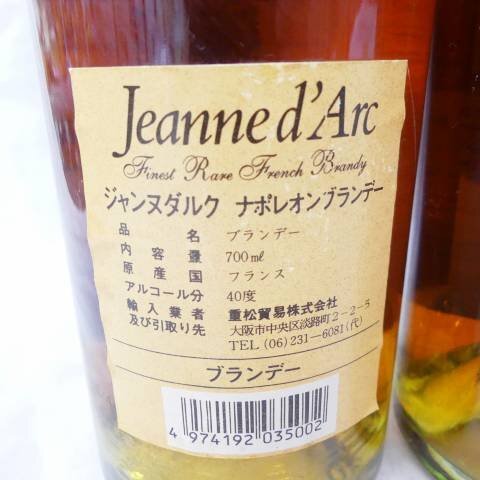 Jeanne d'Arc
Finest Rare French Brandy
ジャンヌダルク ナポレオンブランデー
品名 ブランデー
内容量 700㎖
原産国 フランス
アルコール分 40度
輸入業者及び引取り先 重松貿易株式会社
大阪市中央区淡路町2-2-5
TEL (06)231-6081(代)
ブランデー
4 974192 035002